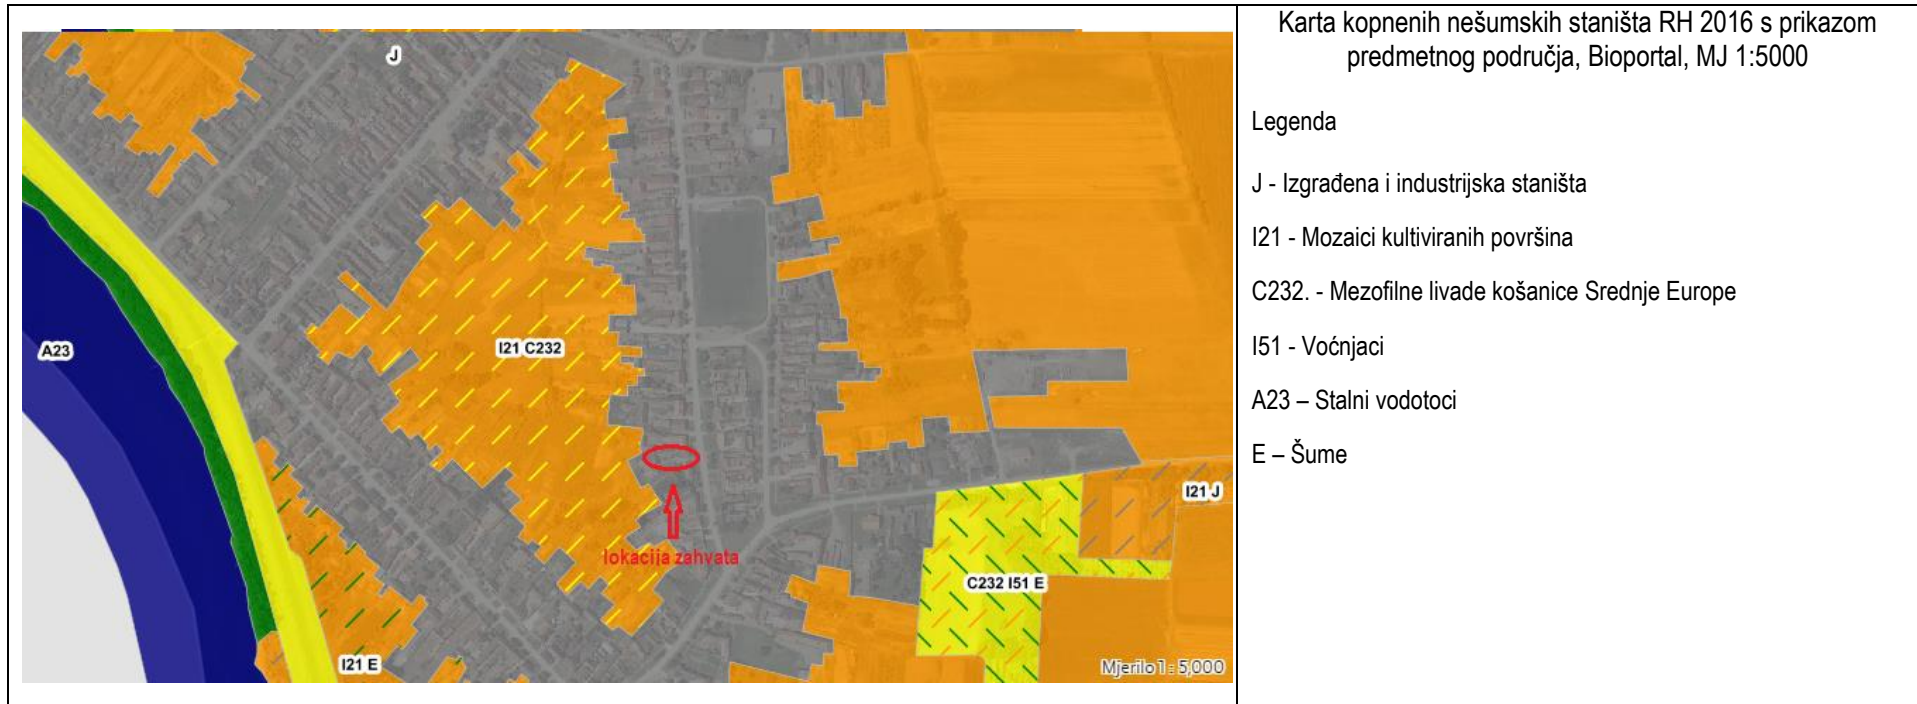 J
A23
I21 C232
lokacija zahvata
I21 J
C232 I51 E
I21 E
Mjerilo 1 : 5,000
Karta kopnenih nešumskih staništa RH 2016 s prikazom
predmetnog područja, Bioportal, MJ 1:5000
Legenda
J - Izgrađena i industrijska staništa
I21 - Mozaici kultiviranih površina
C232. - Mezofilne livade košanice Srednje Europe
I51 - Voćnjaci
A23 – Stalni vodotoci
E – Šume